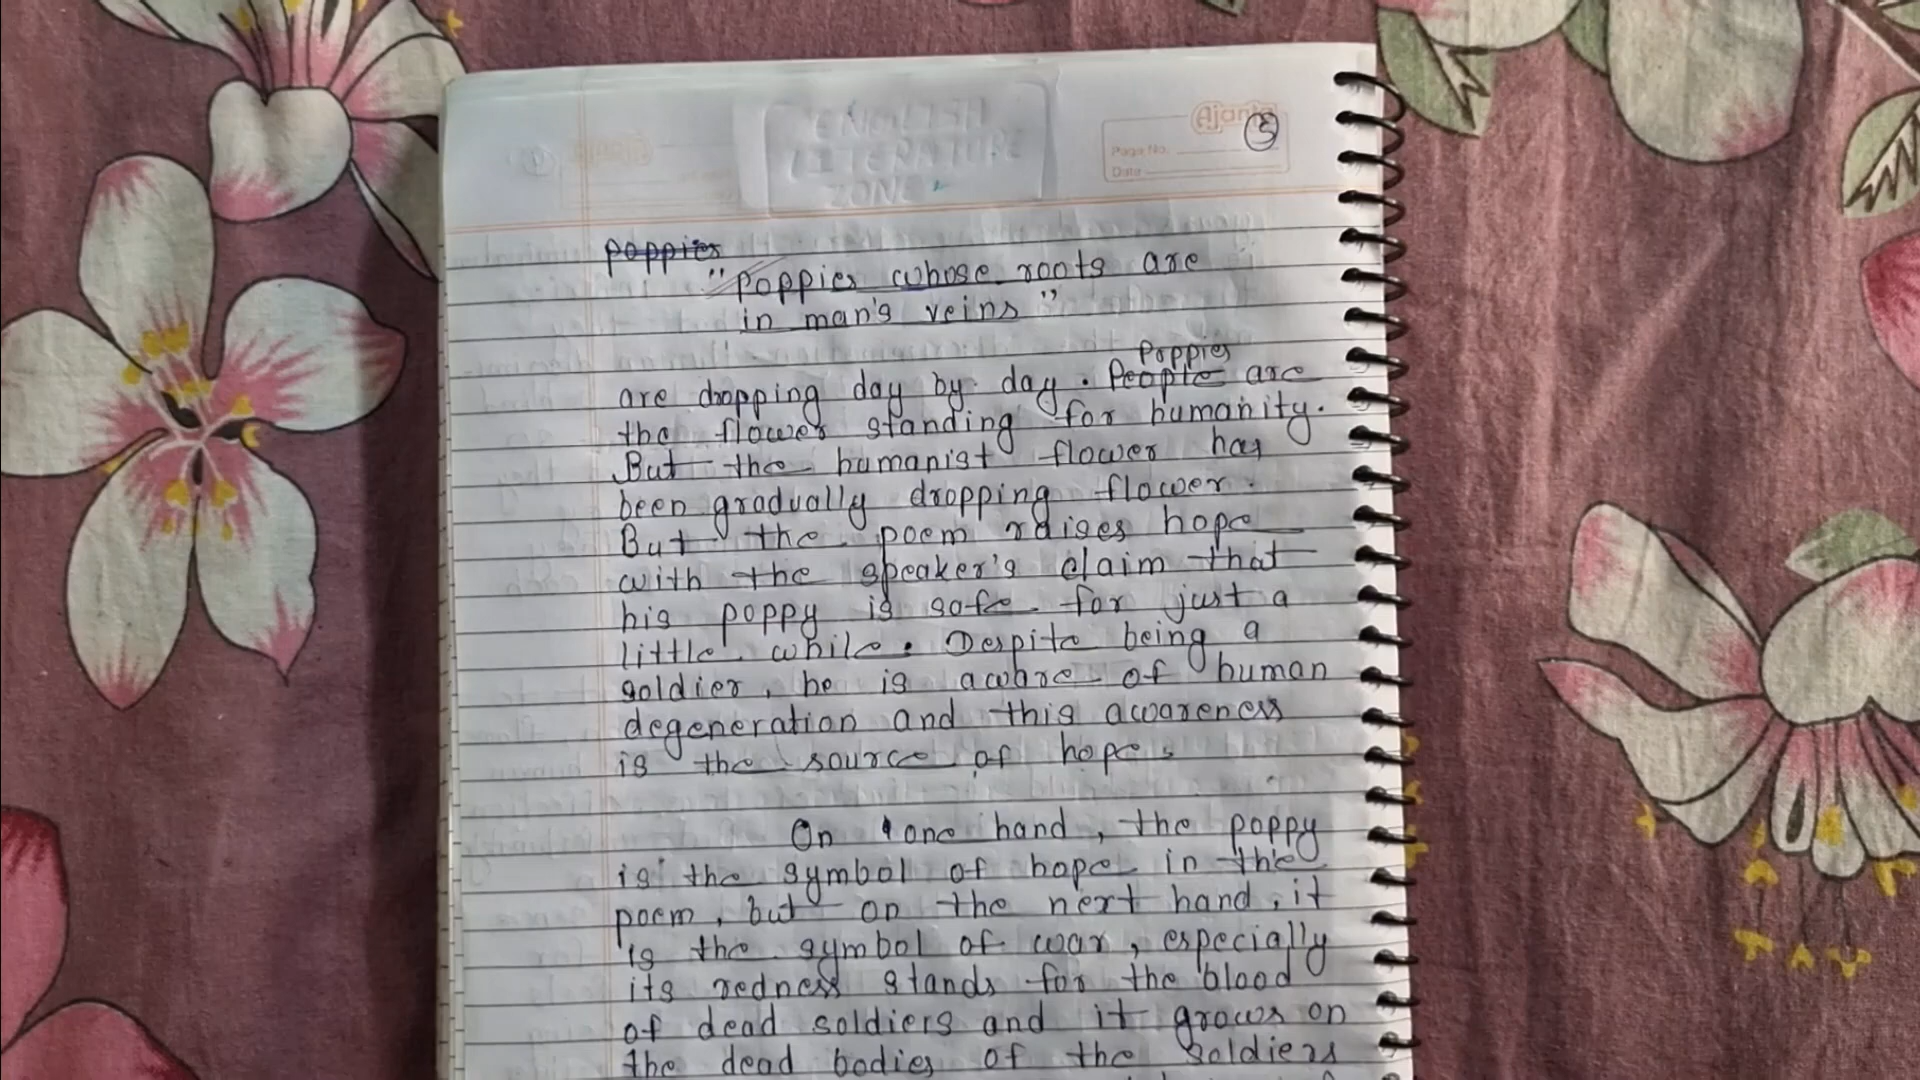 ENGLISH
LITERATURE
ZONE
Ajanta
5
Page No.
Date
poppies
"Poppies whose roots are
in man's veins"
Poppies
are dropping day by day. People are
the flower standing for humanity.
But the humanist flower has
been gradually dropping flower.
But the poem raises hope
with the speaker's claim that
his poppy is safe for just a
little while. Despite being a
soldier, he is aware of human
degeneration and this awareness
is the source of hope.
On one hand, the poppy
is the symbol of hope in the
poem, but on the next hand, it
is the symbol of war, especially
its redness stands for the blood
of dead soldiers and it grows on
the dead bodies of the soldiers